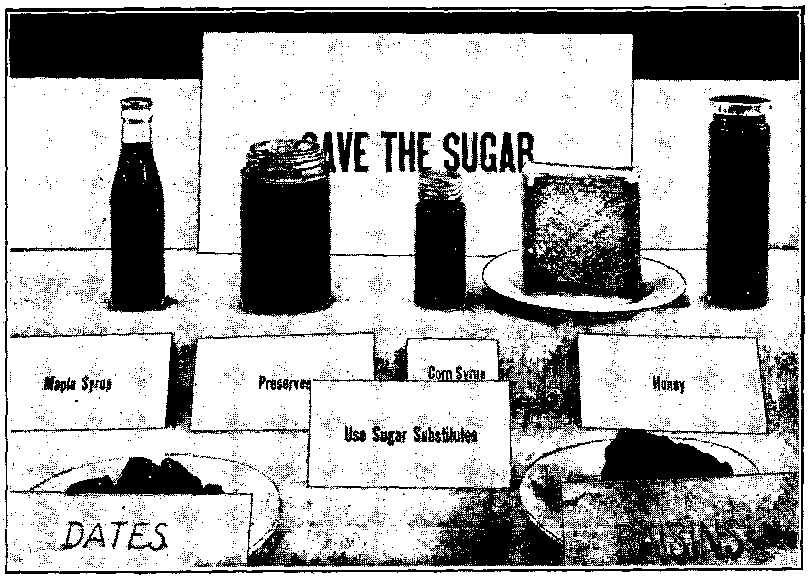 SAVE THE SUGAR
Maple Syrup
Preserves
Corn Syrup
Honey
Use Sugar Substitutes
DATES
RAISINS